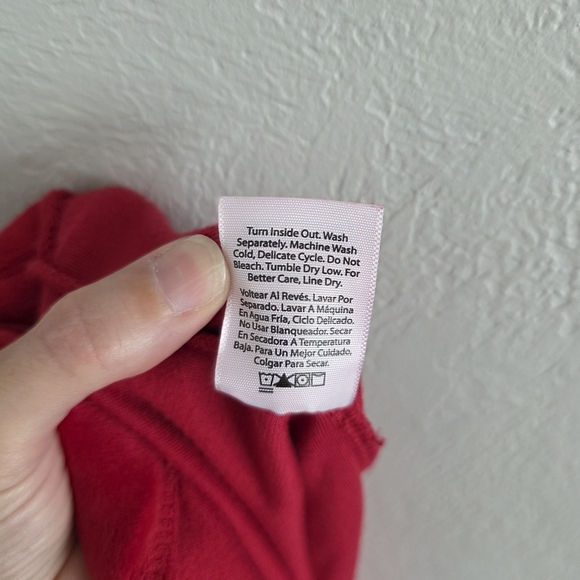 Turn Inside Out. Wash
Separately. Machine Wash
Cold, Delicate Cycle. Do Not
Bleach. Tumble Dry Low. For
Better Care, Line Dry.
Voltear Al Revés. Lavar Por
Separado. Lavar A Máquina
En Agua Fría, Ciclo Delicado.
No Usar Blanqueador. Secar
En Secadora A Temperatura
Baja. Para Un Mejor Cuidado,
Colgar Para Secar.